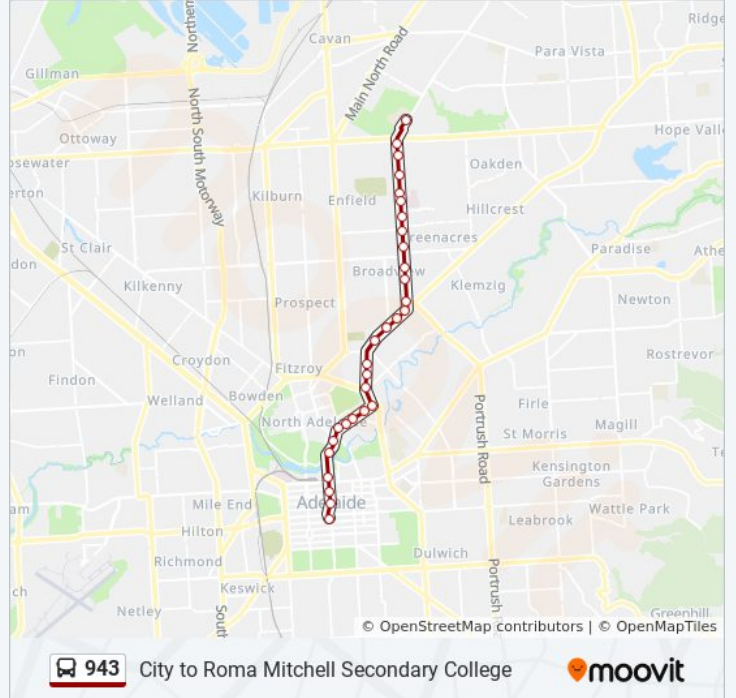 Northern
Cavan
Ridge
Para Vista
Gillman
Main North Road
North South Motorway
Ottoway
Hope Valle
osewater
Oakden
erton
Kilburn
Enfield
Hillcrest
St Clair
reenacres
Paradise
Athe
don
Kilkenny
Broadview
Klemzig
Newton
Prospect
on
Croydon
Rostrevor
Findon
Fitzroy
Welland
Bowden
Firle
North Adelaide
Portrush Road
Magill
St Morris
Te
Kensington
Gardens
am
Mile End
Adelaide
Wattle Park
Hilton
Leabrook
Richmond
Dulwich
ch
Keswick
Portrush Ro
Netley
South
Greenhill
© OpenStreetMap contributors | © OpenMapTiles
943 City to Roma Mitchell Secondary College
moovit